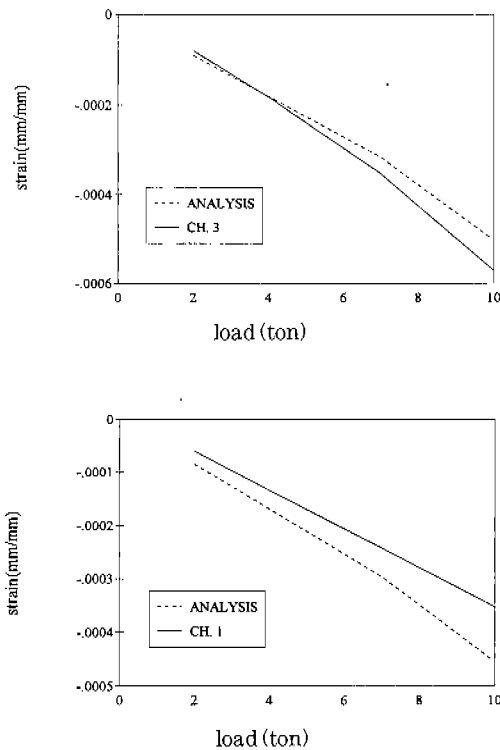 0
-.0002
-.0004
-.0006
strain(mm/mm)
ANALYSIS
CH. 3
0 2 4 6 8 10
load (ton)
0
-.0001
-.0002
-.0003
-.0004
-.0005
strain(mm/mm)
ANALYSIS
CH. 1
0 2 4 6 8 10
load (ton)